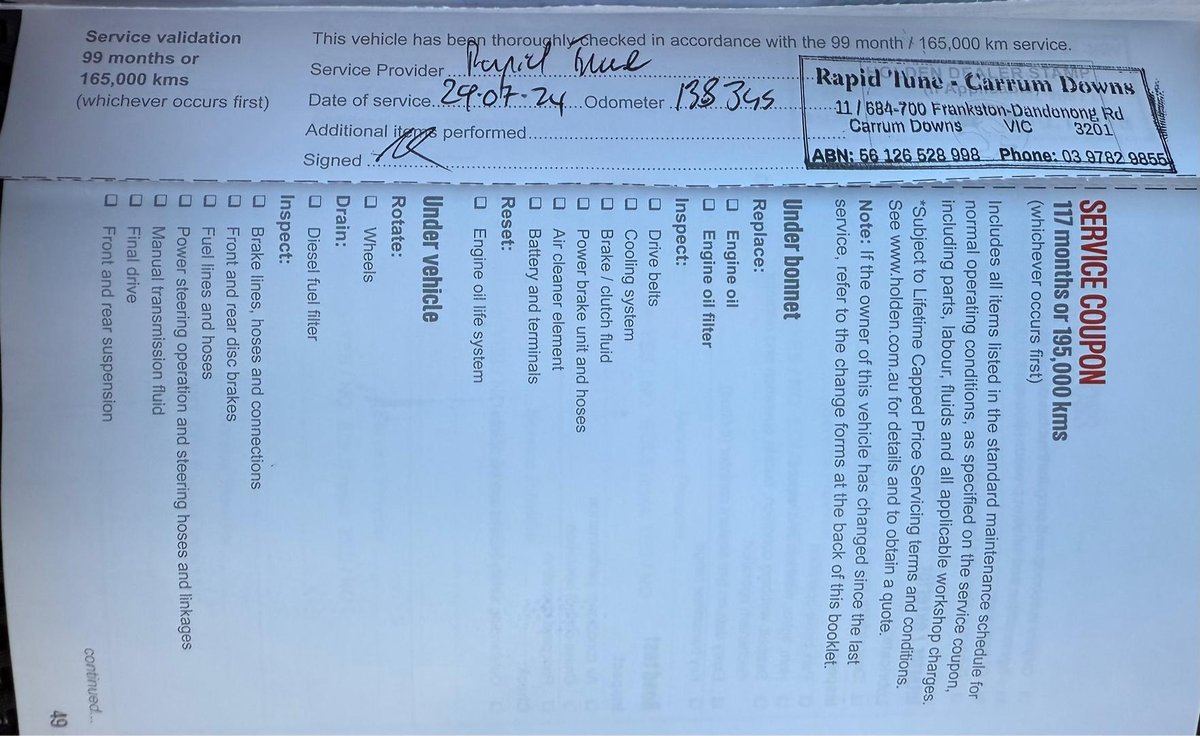 Service validation
99 months or
165,000 kms
(whichever occurs first)
This vehicle has been thoroughly checked in accordance with the 99 month / 165,000 km service.
Service Provider Rapid Tune
Date of service 29.07.24 Odometer 138345
Additional items performed
Signed
Rapid Tune - Carrum Downs
11 / 684-700 Frankston-Dandenong Rd
Carrum Downs VIC 3201
ABN: 56 126 528 998 Phone: 03 9782 9855
SERVICE COUPON
117 months or 195,000 kms
(whichever occurs first)
Includes all items listed in the standard maintenance schedule for
normal operating conditions, as specified on the service coupon,
including parts, labour, fluids and all applicable workshop charges.
*Subject to Lifetime Capped Price Servicing terms and conditions.
See www.holden.com.au for details and to obtain a quote.
Note: If the owner of this vehicle has changed since the last
service, refer to the change forms at the back of this booklet.
Under bonnet
Replace:
❑ Engine oil
❑ Engine oil filter
Inspect:
❑ Drive belts
❑ Cooling system
❑ Brake / clutch fluid
❑ Power brake unit and hoses
❑ Air cleaner element
❑ Battery and terminals
Reset:
❑ Engine oil life system
Under vehicle
Rotate:
❑ Wheels
Drain:
❑ Diesel fuel filter
Inspect:
❑ Brake lines, hoses and connections
❑ Front and rear disc brakes
❑ Fuel lines and hoses
❑ Power steering operation and steering hoses and linkages
❑ Manual transmission fluid
❑ Final drive
❑ Front and rear suspension
continued...
49